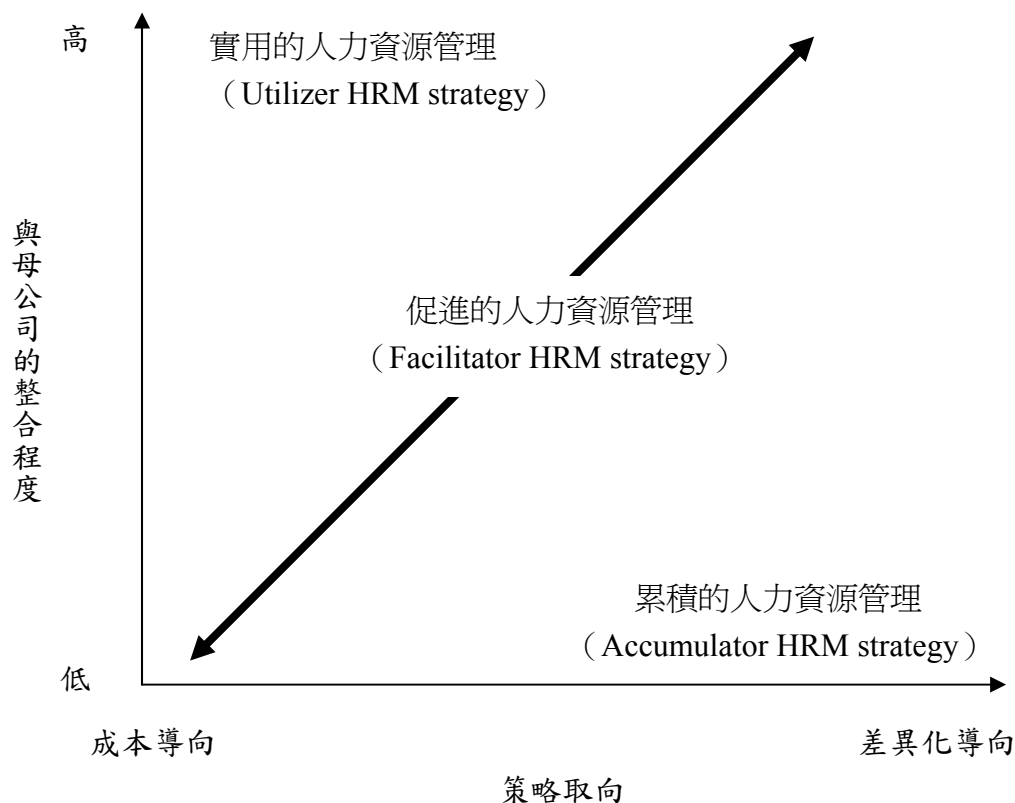 高
實用的人力資源管理
（Utilizer HRM strategy）
與母公司的整合程度
促進的人力資源管理
（Facilitator HRM strategy）
累積的人力資源管理
（Accumulator HRM strategy）
低
成本導向
差異化導向
策略取向